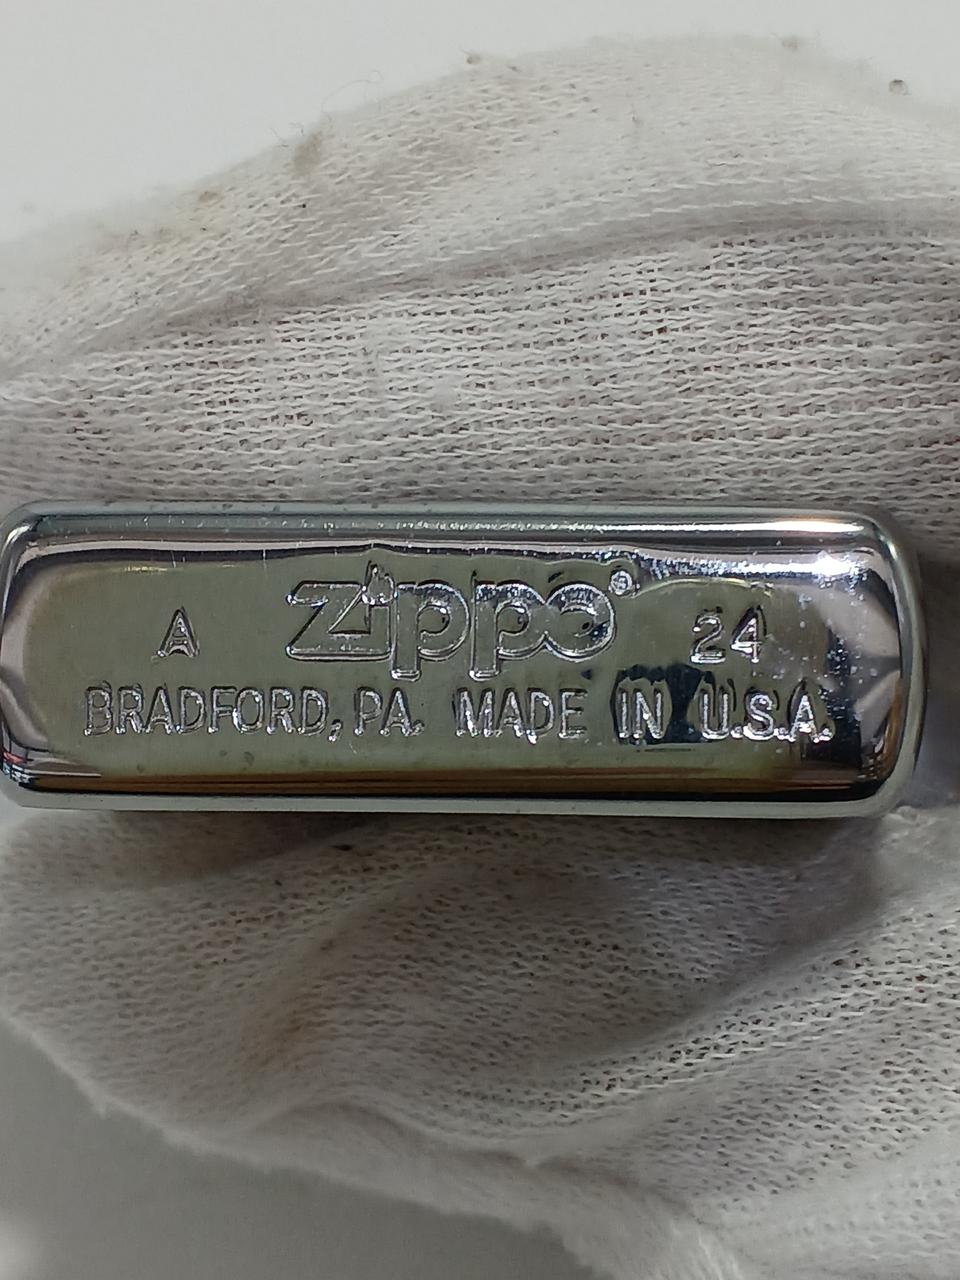 A zippo® 24
BRADFORD, PA. MADE IN U.S.A.